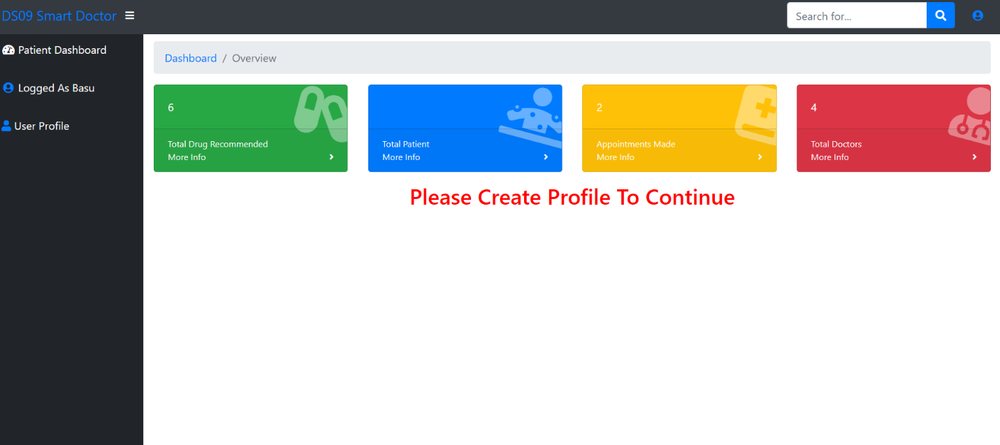 DS09 Smart Doctor
Search for...
Patient Dashboard
Logged As Basu
User Profile
Dashboard / Overview
6
Total Drug Recommended
More Info
Total Patient
More Info
2
Appointments Made
More Info
4
Total Doctors
More Info
Please Create Profile To Continue